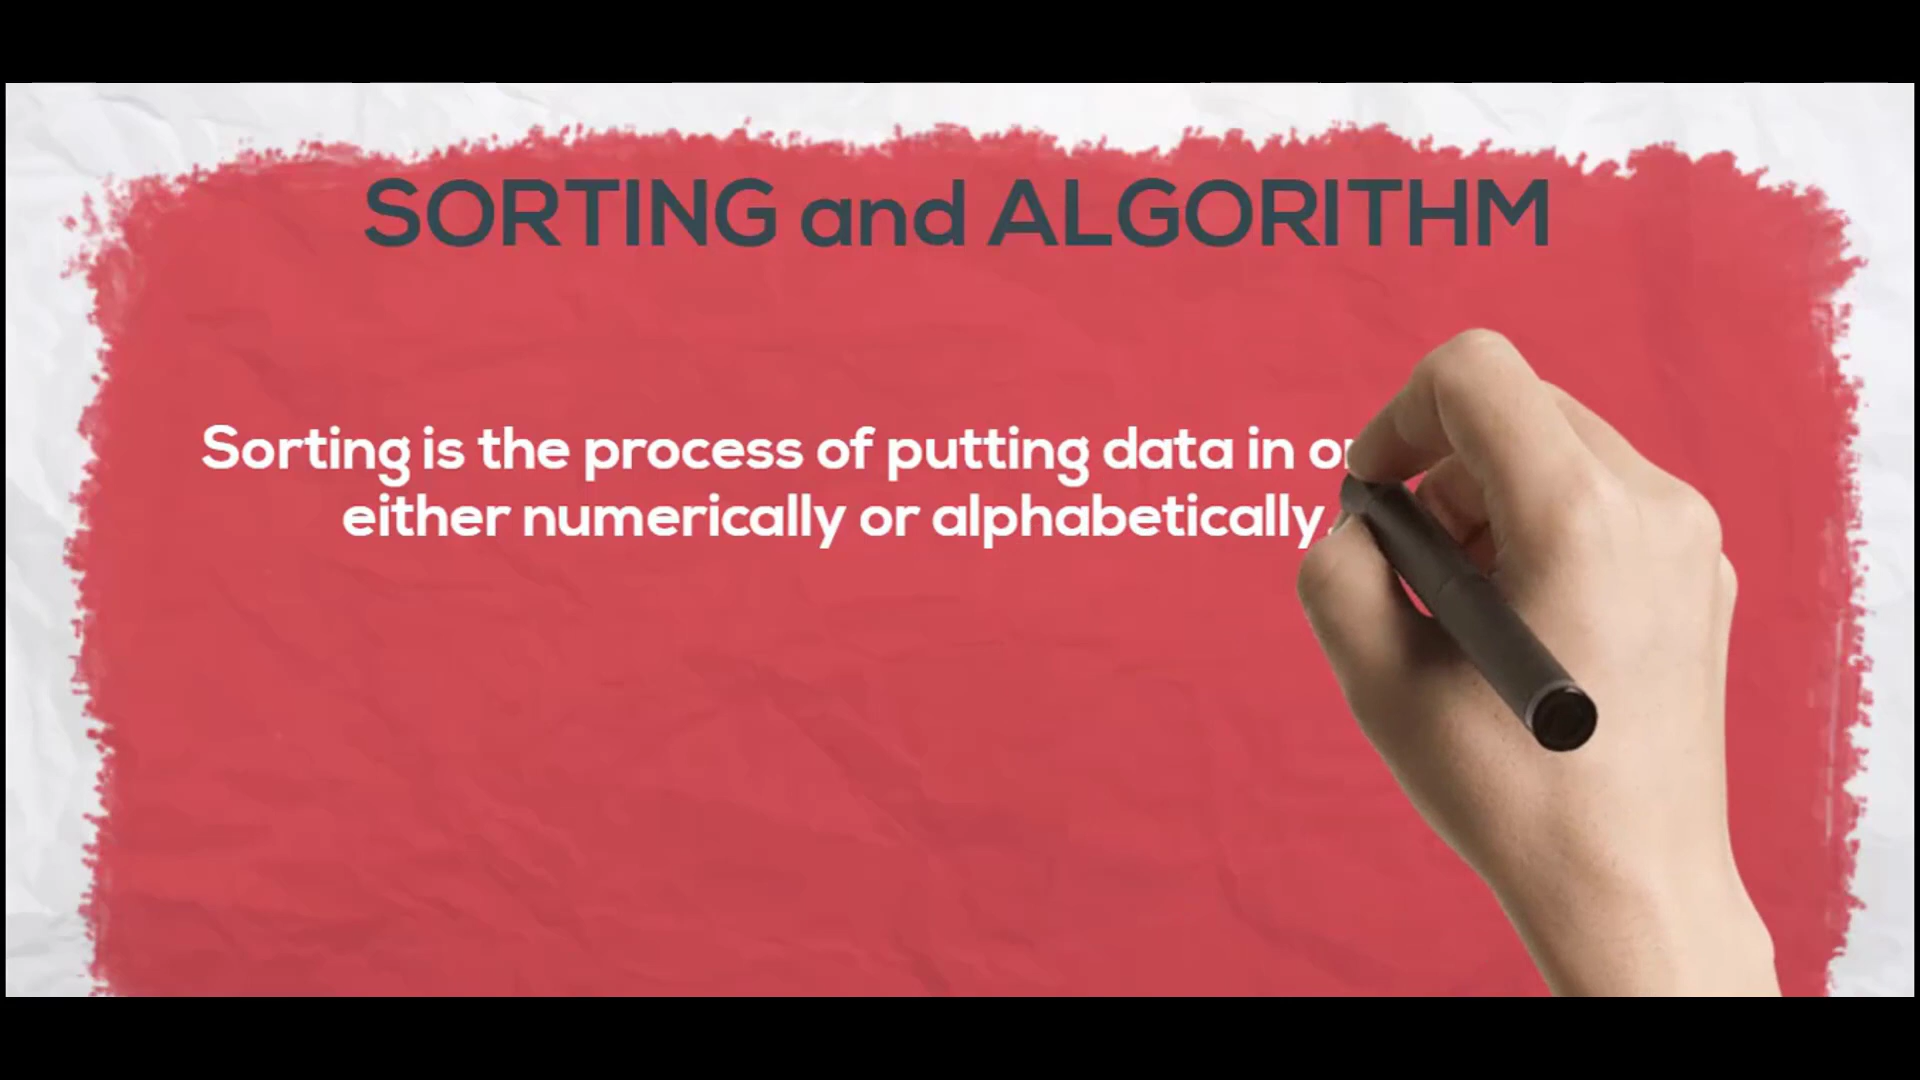 SORTING and ALGORITHM
Sorting is the process of putting data in
either numerically or alphabetically.